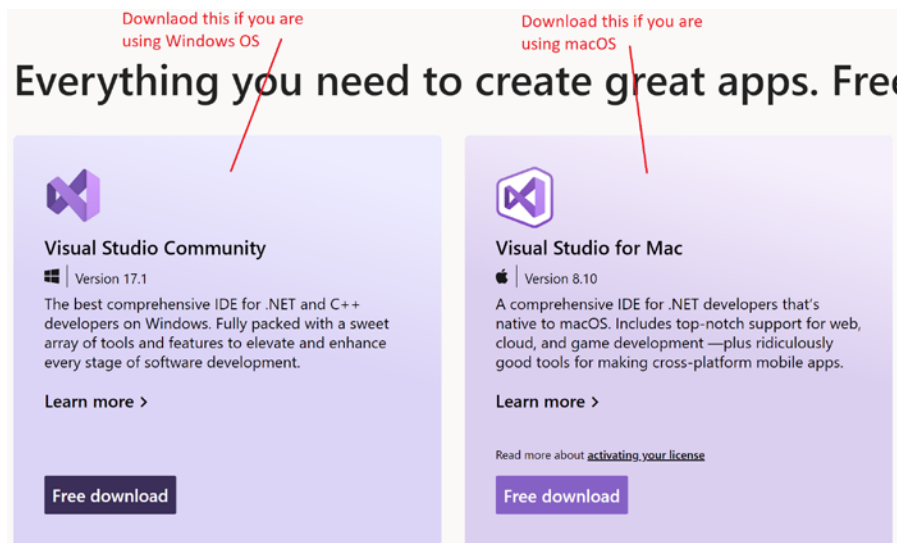 Downlaod this if you are
using Windows OS
Download this if you are
using macOS
Everything you need to create great apps. Free
Visual Studio Community
Version 17.1
The best comprehensive IDE for .NET and C++
developers on Windows. Fully packed with a sweet
array of tools and features to elevate and enhance
every stage of software development.
Learn more >
Free download
Visual Studio for Mac
Version 8.10
A comprehensive IDE for .NET developers that's
native to macOS. Includes top-notch support for web,
cloud, and game development —plus ridiculously
good tools for making cross-platform mobile apps.
Learn more >
Read more about activating your license
Free download